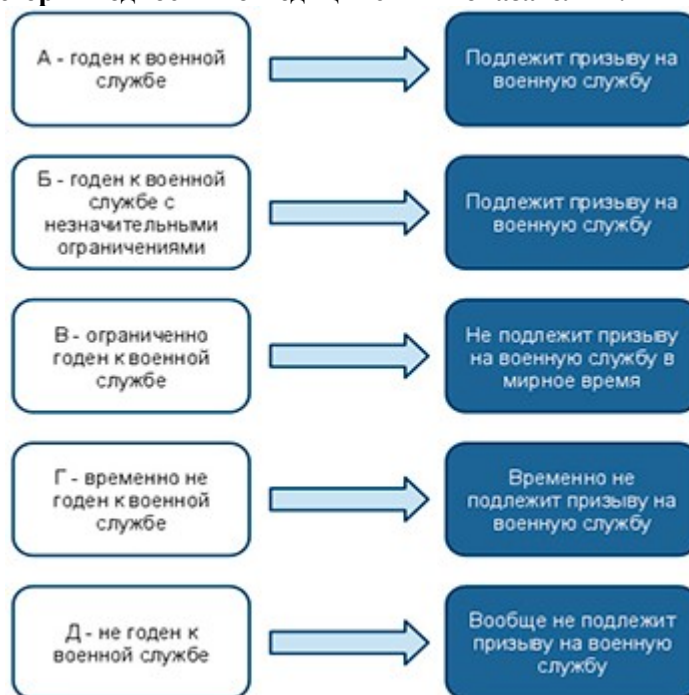 А - годен к военной
службе
Подлежит призыву на
военную службу
Б - годен к военной
службе с
незначительными
ограничениями
Подлежит призыву на
военную службу
В - ограниченно
годен к военной
службе
Не подлежит призыву
на военную службу в
мирное время
Г - временно не
годен к военной
службе
Временно не
подлежит призыву на
военную службу
Д - не годен к
военной службе
Вообще не подлежит
призыву на военную
службу